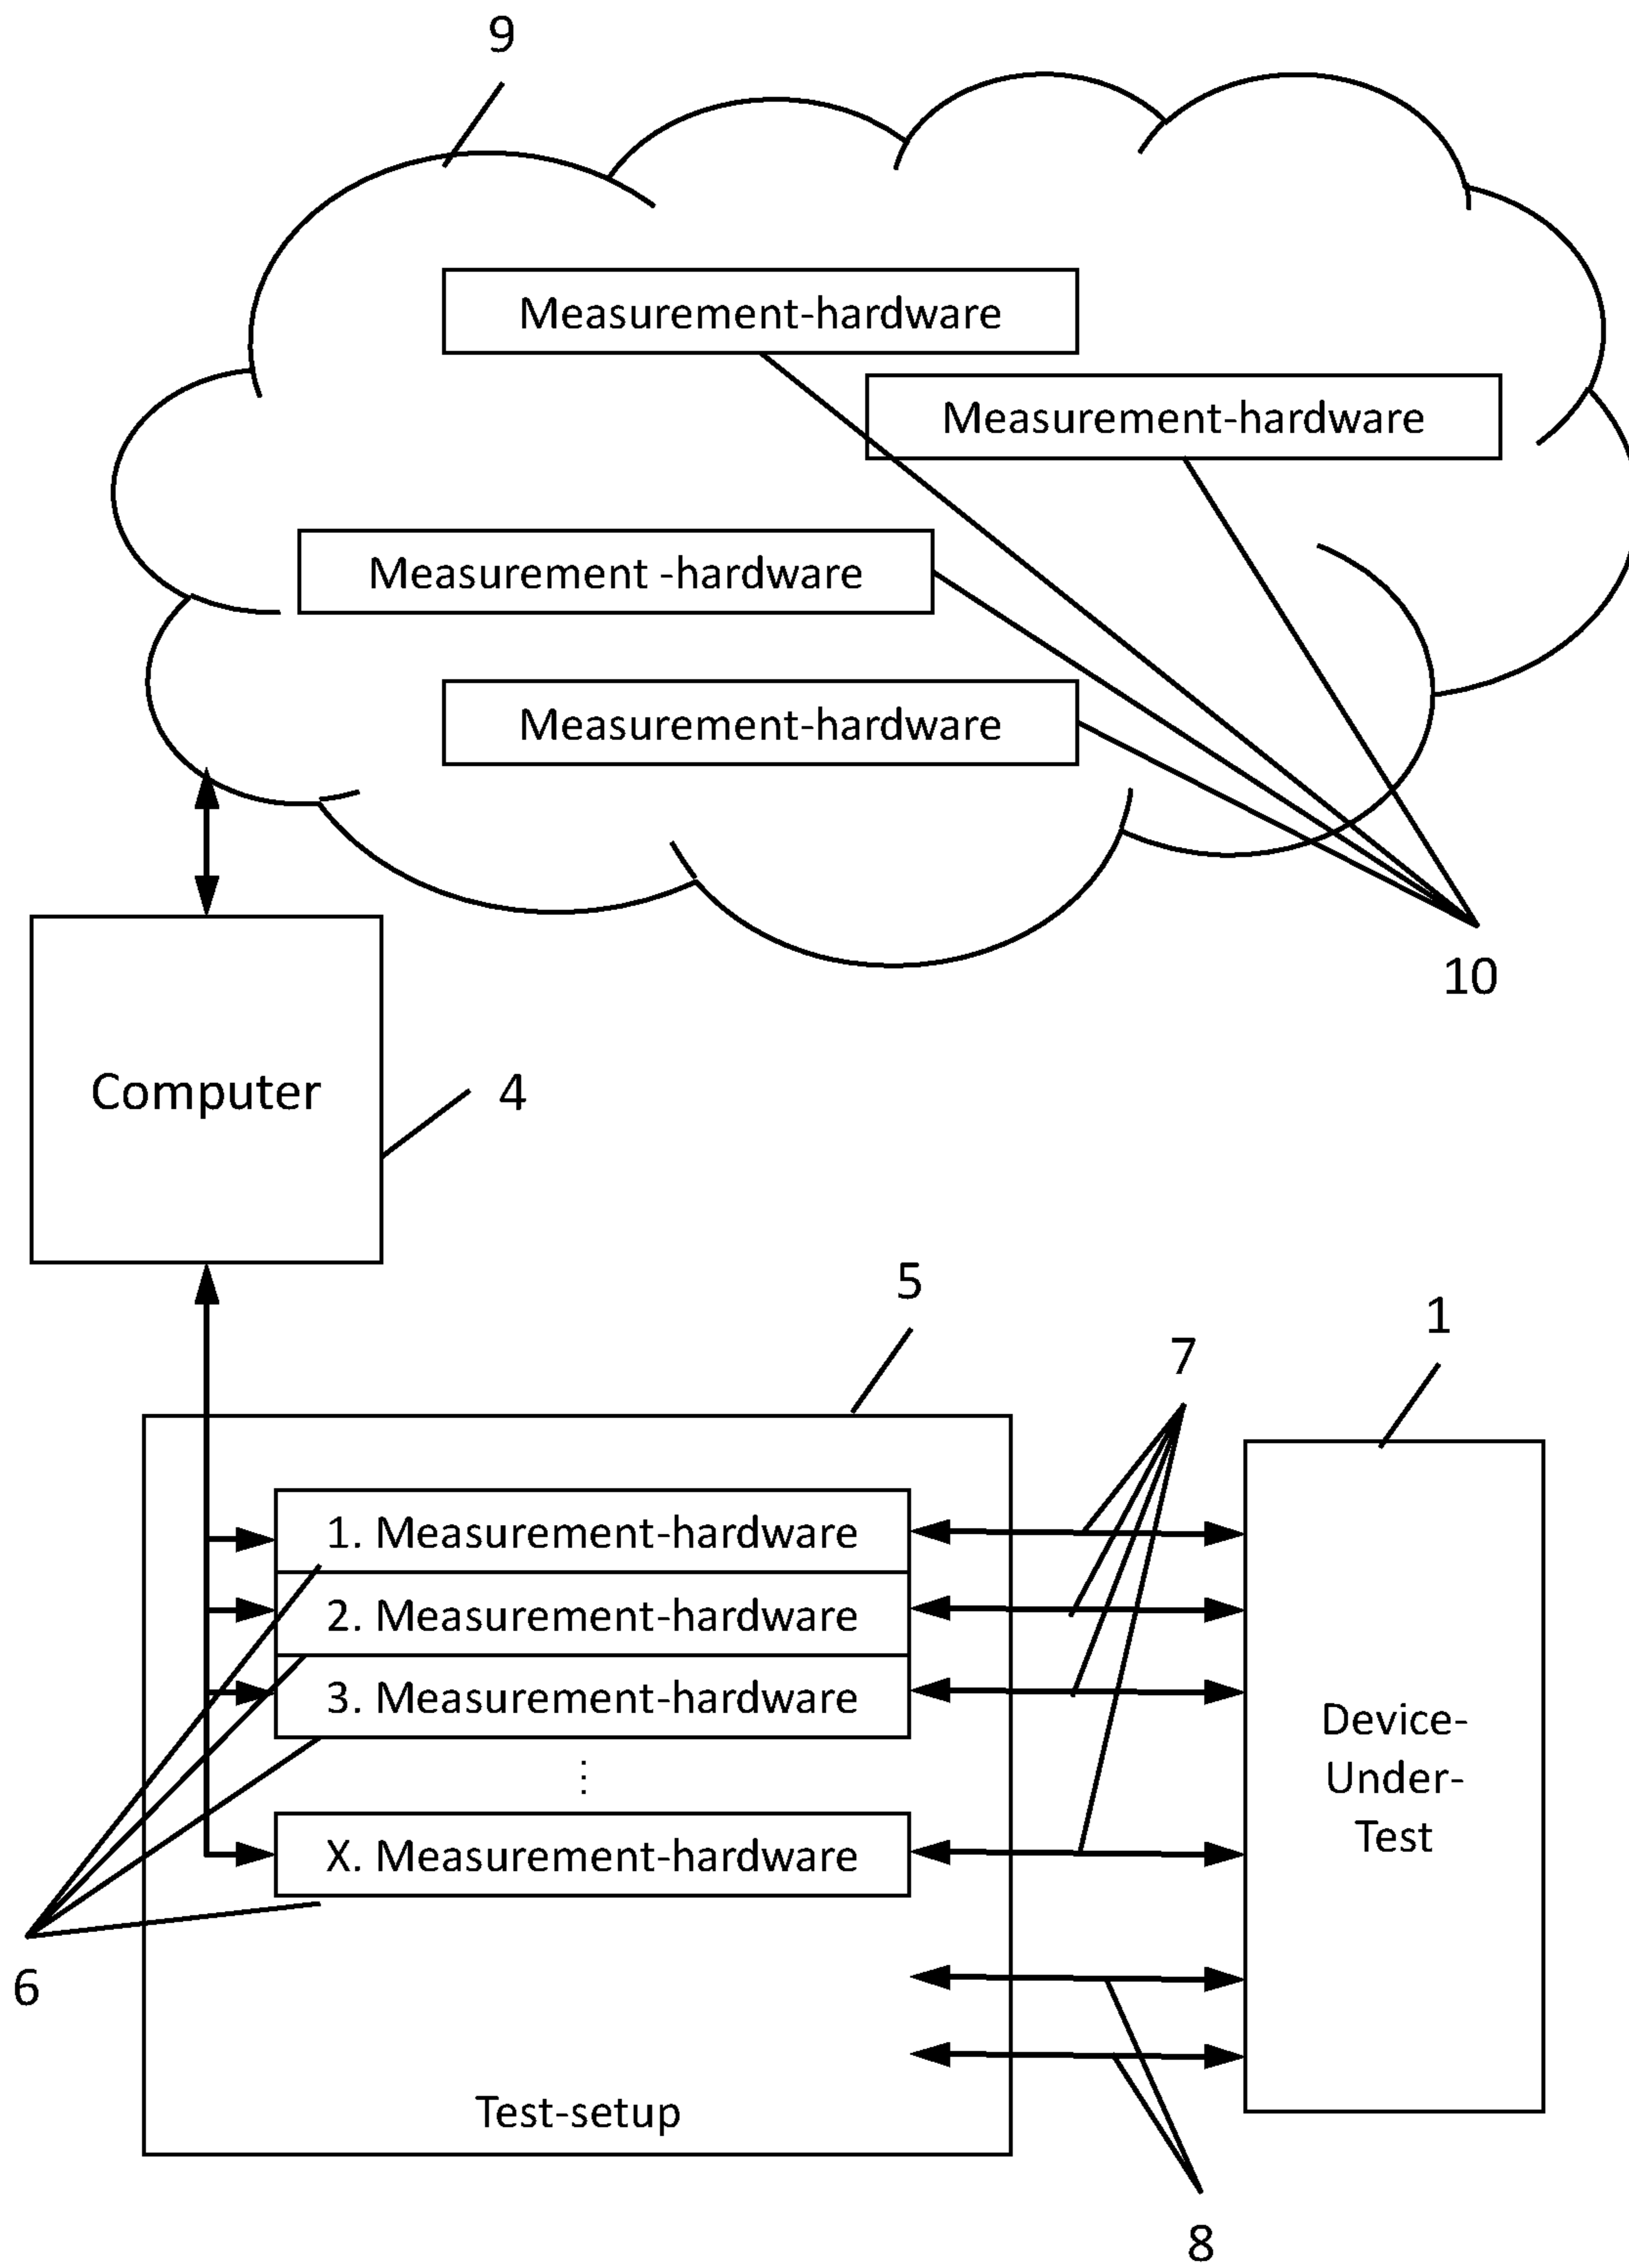 9
Measurement-hardware
Measurement-hardware
Measurement -hardware
Measurement-hardware
10
Computer
4
5
1
7
1. Measurement-hardware
2. Measurement-hardware
3. Measurement-hardware
⋮
X. Measurement-hardware
Device-
Under-
Test
6
Test-setup
8